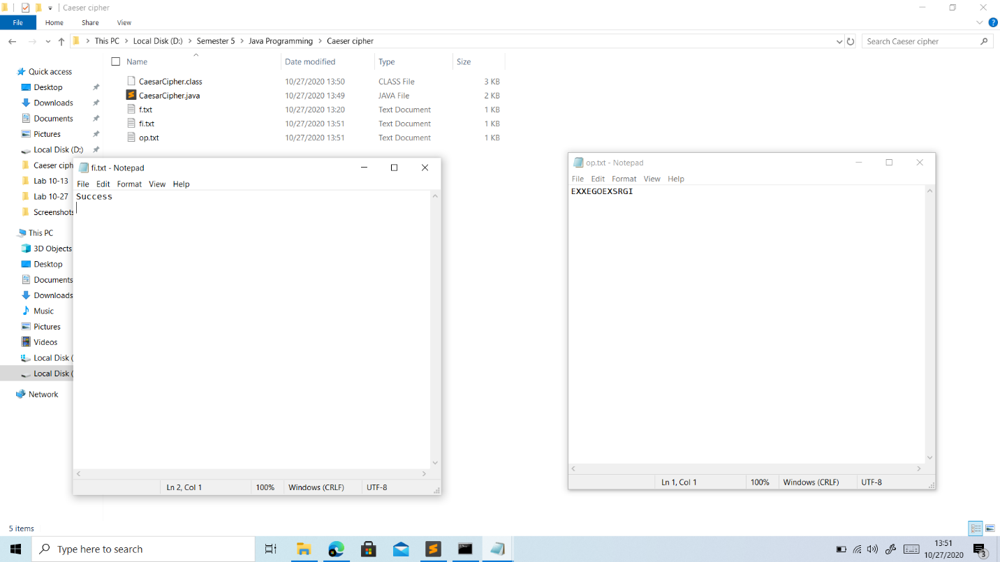 Caeser cipher
File Home Share View
This PC Local Disk (D:) Semester 5 Java Programming Caeser cipher
Search Caeser cipher
Name Date modified Type Size
CaesarCipher.class 10/27/2020 13:50 CLASS File 3 KB
CaesarCipher.java 10/27/2020 13:49 JAVA File 2 KB
f.txt 10/27/2020 13:20 Text Document 1 KB
fi.txt 10/27/2020 13:51 Text Document 1 KB
op.txt 10/27/2020 13:51 Text Document 1 KB
Quick access
Desktop
Downloads
Documents
Pictures
Local Disk (D:)
Caeser ciph
Lab 10-13
Lab 10-27
Screenshots
This PC
3D Objects
Desktop
Documents
Downloads
Music
Pictures
Videos
Local Disk (
Local Disk (
Network
5 items
fi.txt - Notepad
File Edit Format View Help
Success
Ln 2, Col 1 100% Windows (CRLF) UTF-8
op.txt - Notepad
File Edit Format View Help
EXXEGOEXSRGI
Ln 1, Col 1 100% Windows (CRLF) UTF-8
Type here to search
13:51
10/27/2020
3